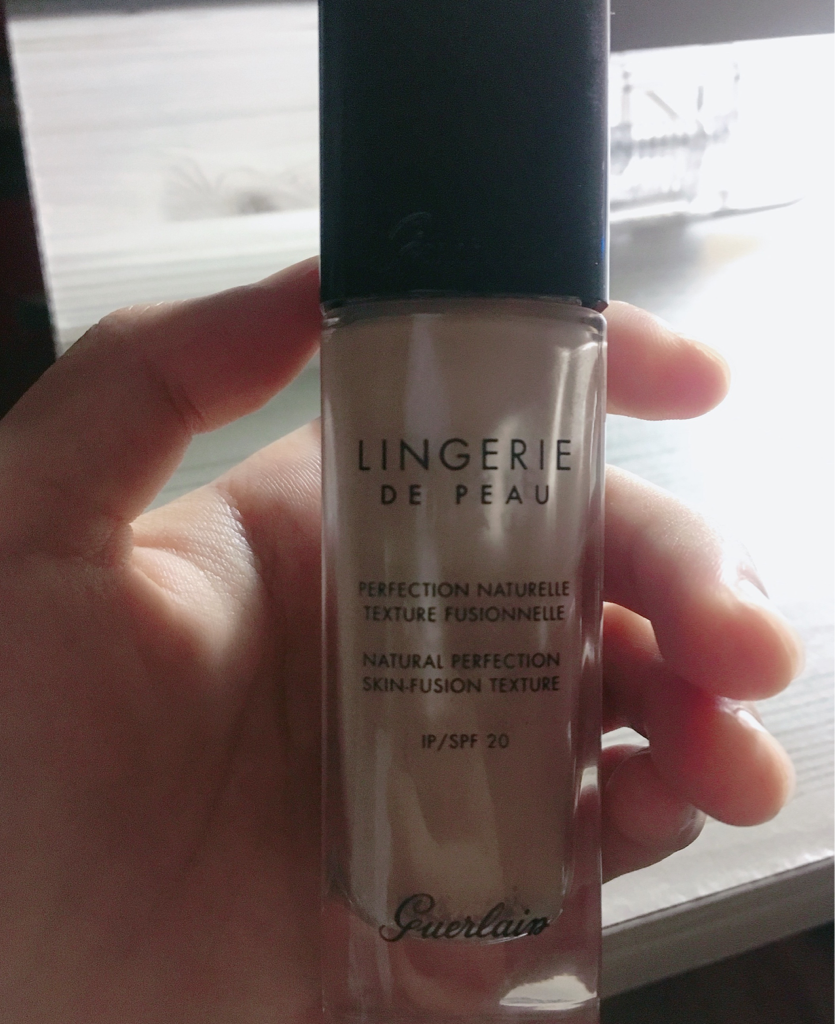 LINGERIE
DE PEAU
PERFECTION NATURELLE
TEXTURE FUSIONNELLE
NATURAL PERFECTION
SKIN-FUSION TEXTURE
IP/SPF 20
Guerlain